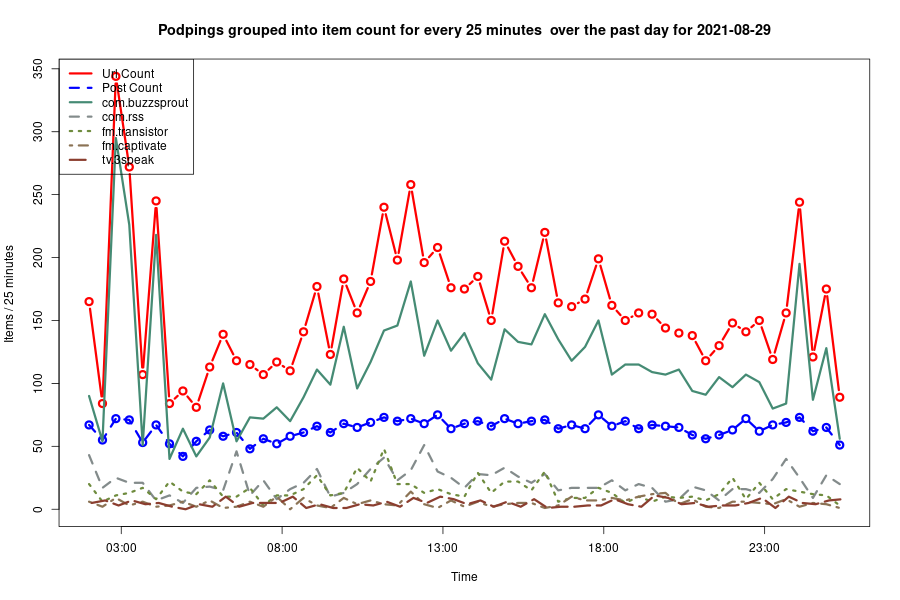 Podpings grouped into item count for every 25 minutes  over the past day for 2021-08-29
Items / 25 minutes
350
300
250
200
150
100
50
0
Url Count
Post Count
com.buzzsprout
com.rss
fm.transistor
fm.captivate
tv.3speak
03:00
08:00
13:00
18:00
23:00
Time